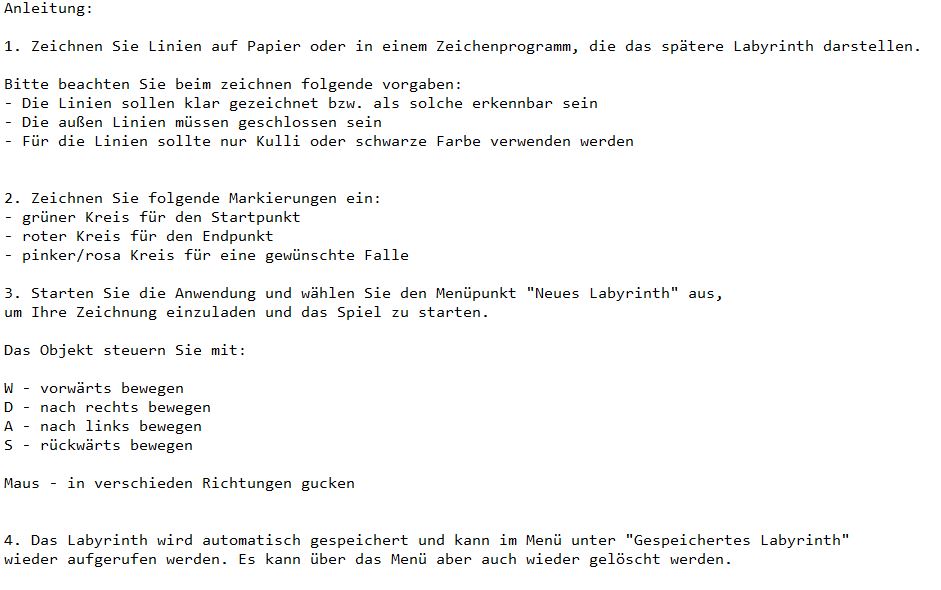 Anleitung:
1. Zeichnen Sie Linien auf Papier oder in einem Zeichenprogramm, die das spätere Labyrinth darstellen.
Bitte beachten Sie beim zeichnen folgende vorgaben:
- Die Linien sollen klar gezeichnet bzw. als solche erkennbar sein
- Die außen Linien müssen geschlossen sein
- Für die Linien sollte nur Kulli oder schwarze Farbe verwenden werden
2. Zeichnen Sie folgende Markierungen ein:
- grüner Kreis für den Startpunkt
- roter Kreis für den Endpunkt
- pinker/rosa Kreis für eine gewünschte Falle
3. Starten Sie die Anwendung und wählen Sie den Menüpunkt "Neues Labyrinth" aus,
um Ihre Zeichnung einzuladen und das Spiel zu starten.
Das Objekt steuern Sie mit:
W - vorwärts bewegen
D - nach rechts bewegen
A - nach links bewegen
S - rückwärts bewegen
Maus - in verschieden Richtungen gucken
4. Das Labyrinth wird automatisch gespeichert und kann im Menü unter "Gespeichertes Labyrinth"
wieder aufgerufen werden. Es kann über das Menü aber auch wieder gelöscht werden.